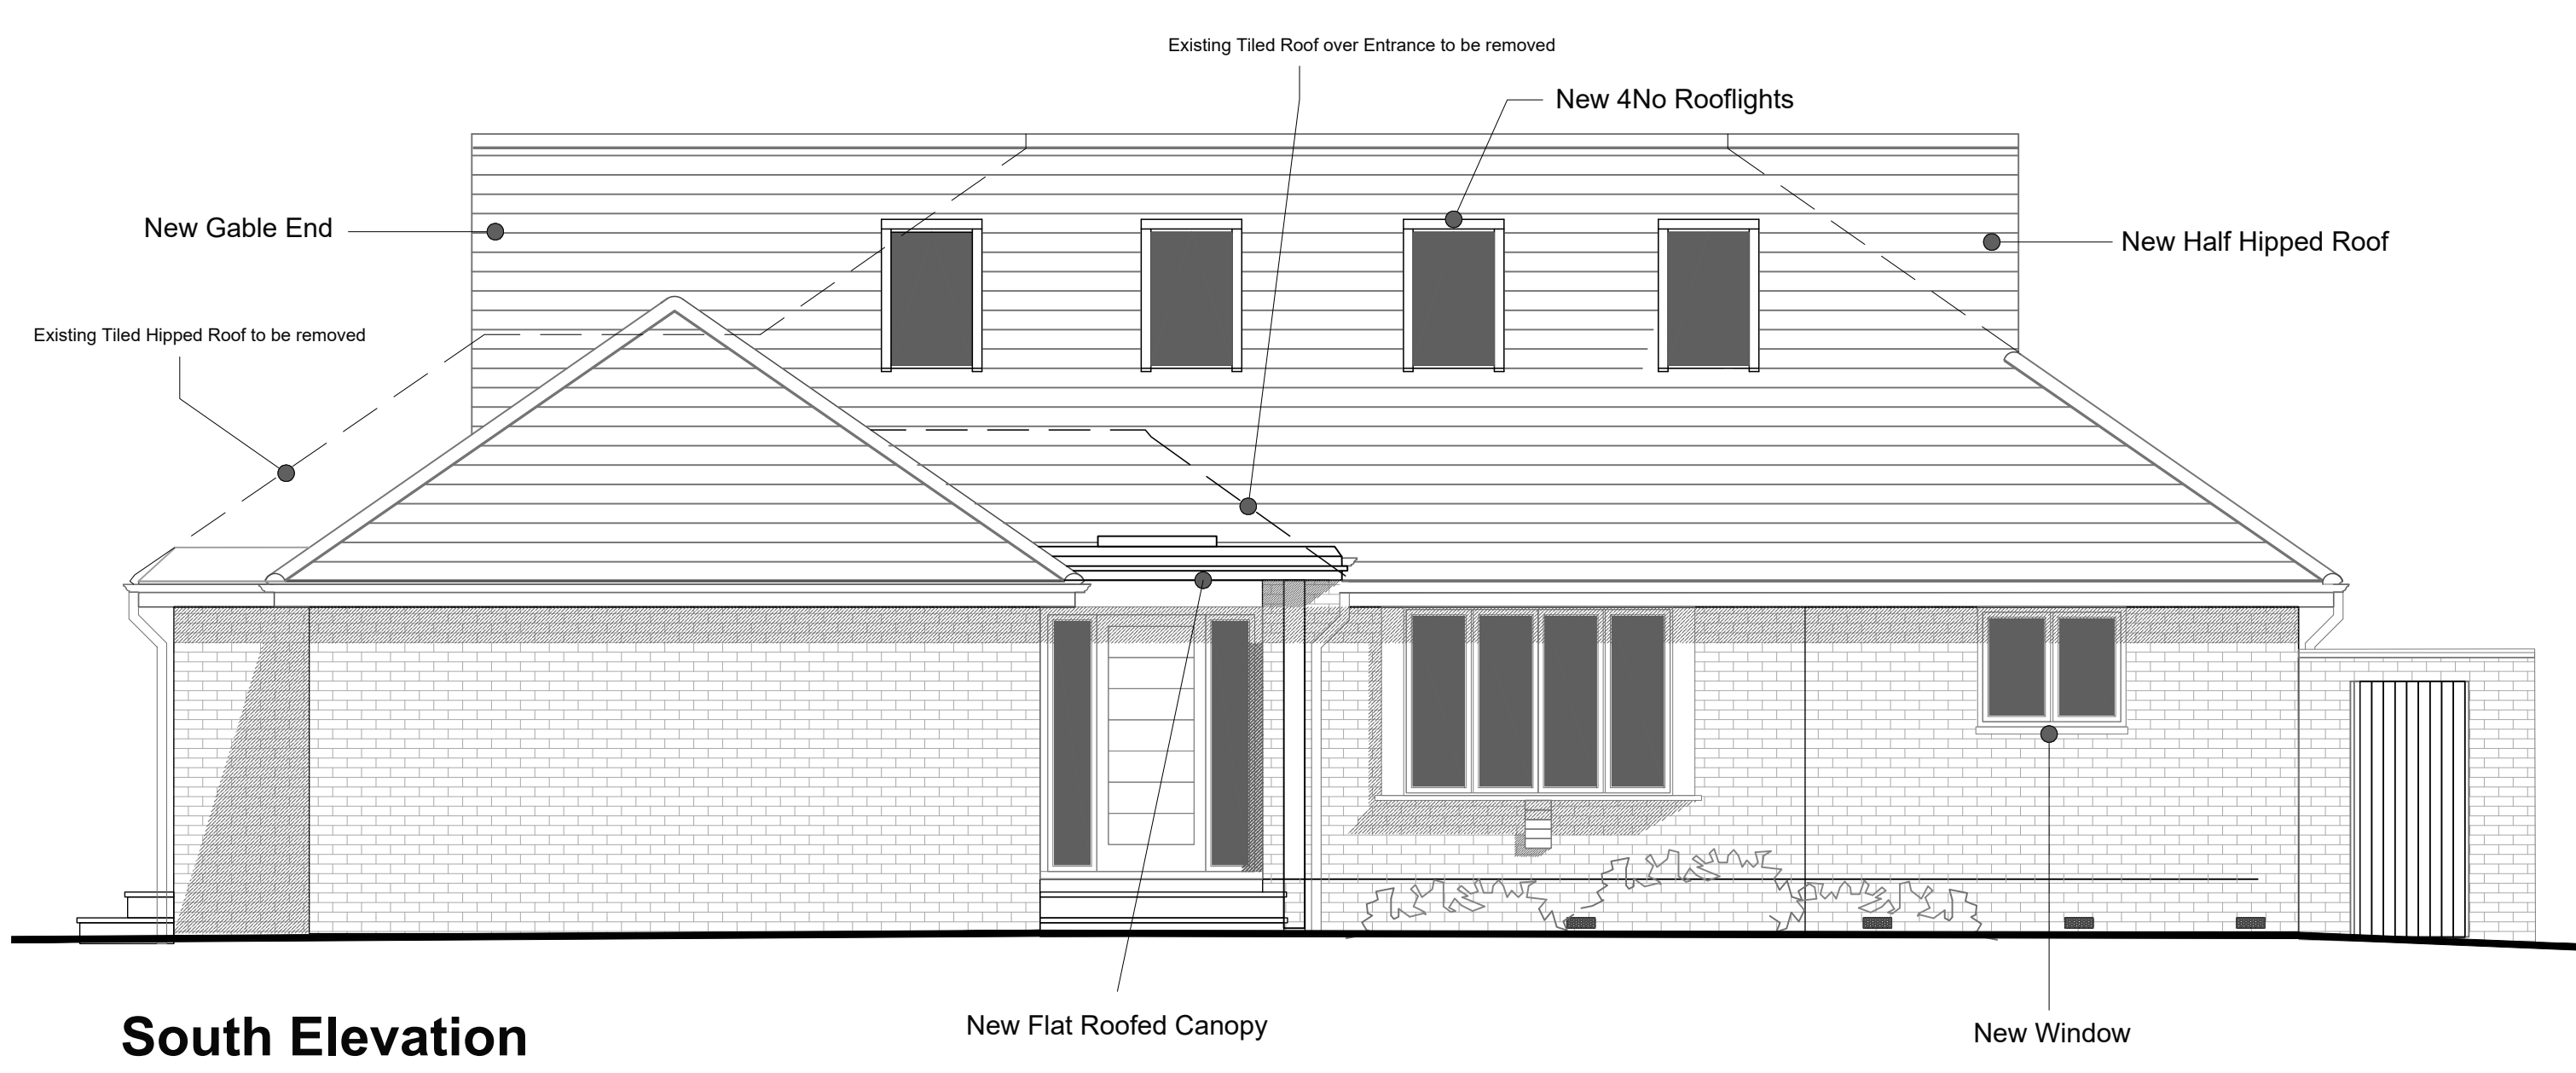 Existing Tiled Roof over Entrance to be removed
New 4No Rooflights
New Gable End
New Half Hipped Roof
Existing Tiled Hipped Roof to be removed
New Flat Roofed Canopy
New Window
South Elevation